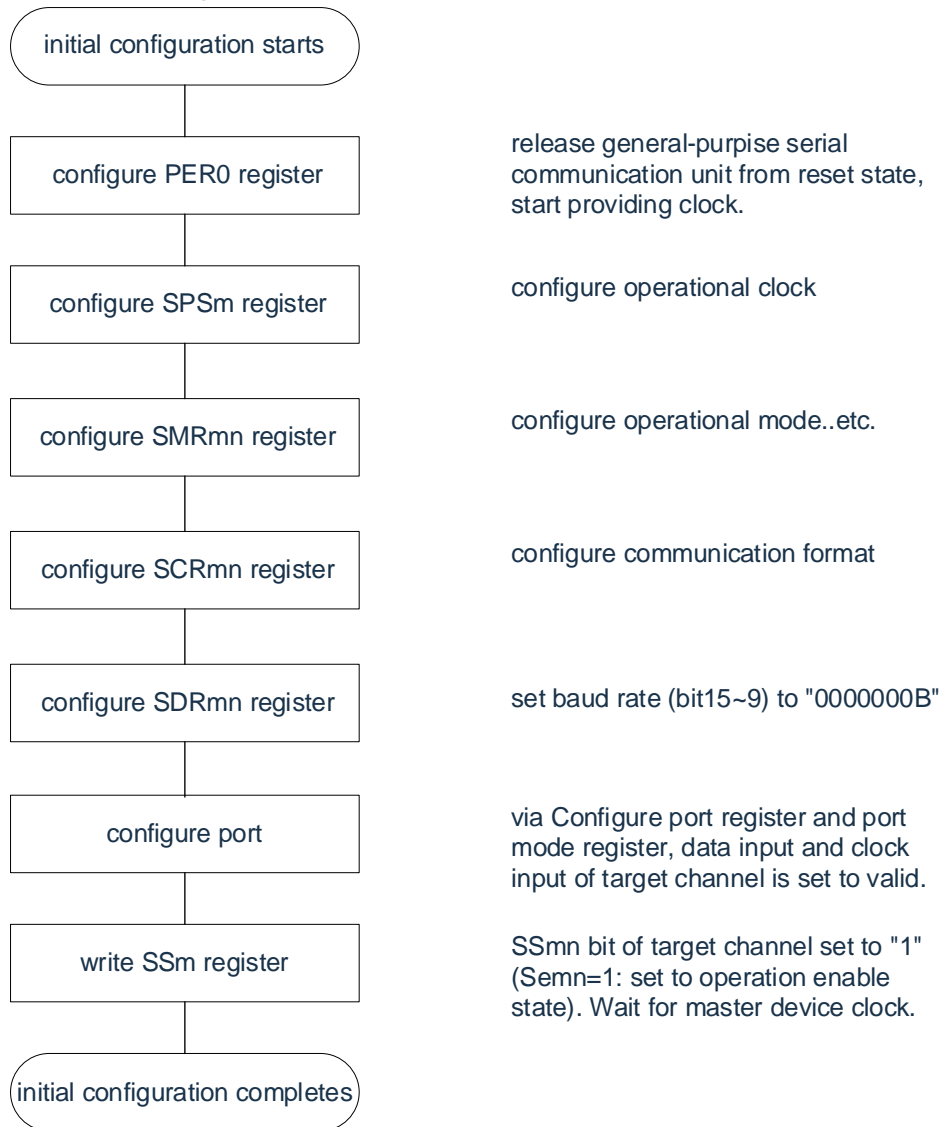 initial configuration starts
configure PER0 register
release general-purpise serial
communication unit from reset state,
start providing clock.
configure SPSm register
configure operational clock
configure SMRmn register
configure operational mode..etc.
configure SCRmn register
configure communication format
configure SDRmn register
set baud rate (bit15~9) to "0000000B"
configure port
via Configure port register and port
mode register, data input and clock
input of target channel is set to valid.
write SSm register
SSmn bit of target channel set to "1"
(Semn=1: set to operation enable
state). Wait for master device clock.
initial configuration completes